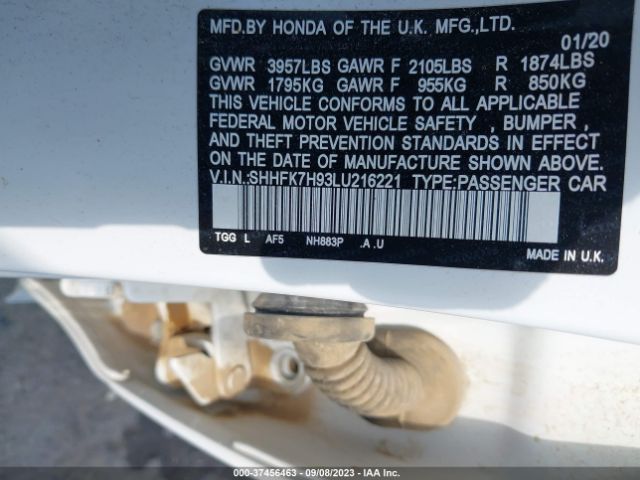 MFD.BY HONDA OF THE U.K. MFG.,LTD.
01/20
GVWR 3957LBS GAWR F 2105LBS R 1874LBS
GVWR 1795KG GAWR F 955KG R 850KG
THIS VEHICLE CONFORMS TO ALL APPLICABLE
FEDERAL MOTOR VEHICLE SAFETY , BUMPER ,
AND THEFT PREVENTION STANDARDS IN EFFECT
ON THE DATE OF MANUFACTURE SHOWN ABOVE.
V.I.N.:SHHFK7H93LU216221 TYPE:PASSENGER CAR
TGG L AF5 NH883P .A .U
MADE IN U.K.
000-37456463 - 09/08/2023 - IAA Inc.